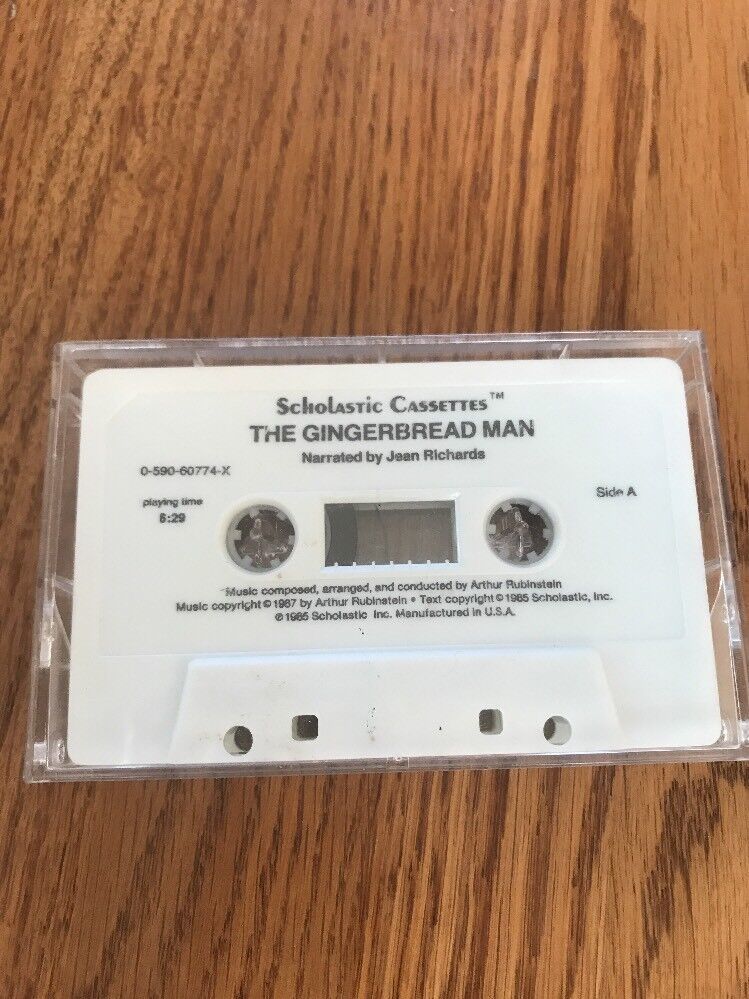 Scholastic Cassettes™
THE GINGERBREAD MAN
Narrated by Jean Richards
0-590-60774-X
playing time
6:29
Side A
Music composed, arranged, and conducted by Arthur Rubinstein
Music copyright © 1987 by Arthur Rubinstein • Text copyright © 1985 Scholastic, Inc.
℗ 1985 Scholastic Inc. Manufactured in U.S.A.